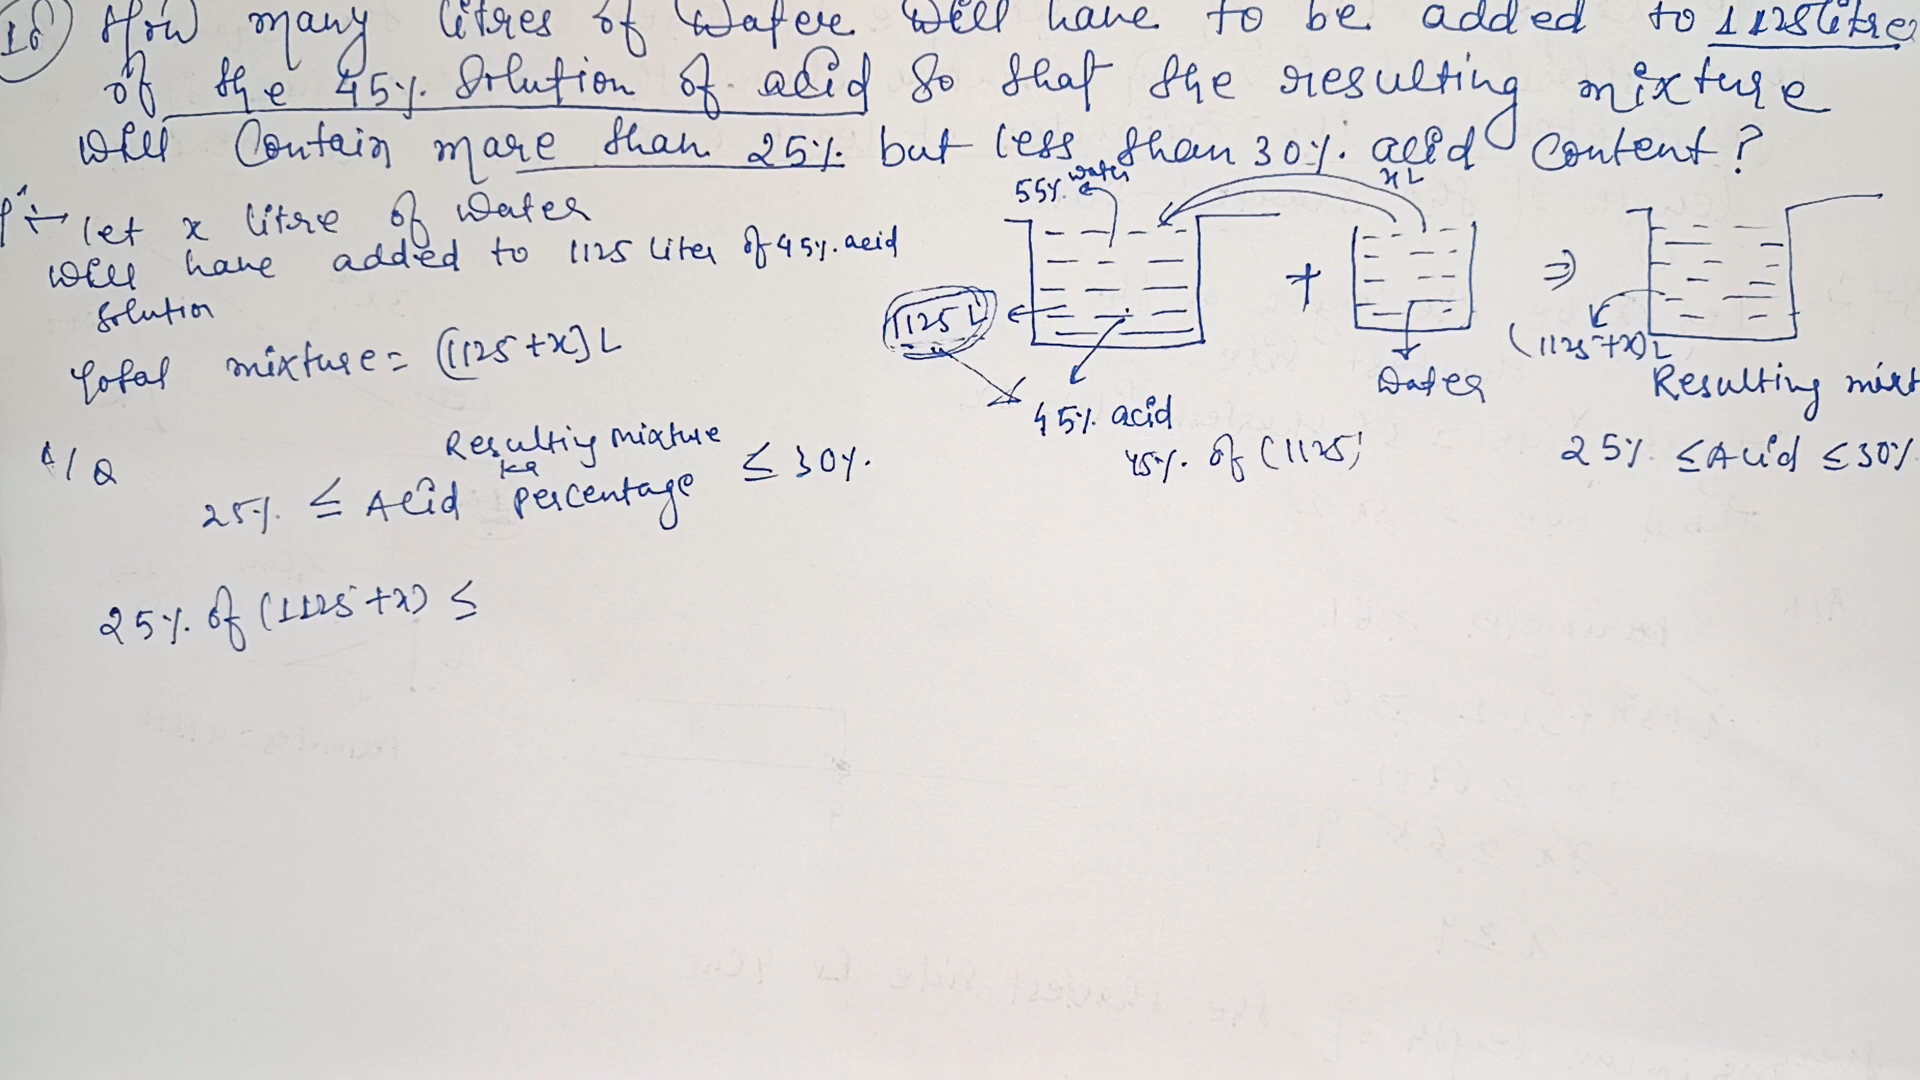 18) How many litres of water will have to be added to 1125 litre
of the 45% solution of acid so that the resulting mixture
will contain more than 25% but less than 30% acid content?
let x litre of water
will have added to 1125 liter of 45% acid
solution
Total mixture = (1125 + x) L
A/Q
Resulting mixture
ka
25% ≤ Acid percentage ≤ 30%
25% of (1125 + x) ≤
55% water
x L
+
⇒
1125 L
45% acid
45% of (1125)
Water
(1125 + x) L
Resulting mixt
25% ≤ Acid ≤ 30%